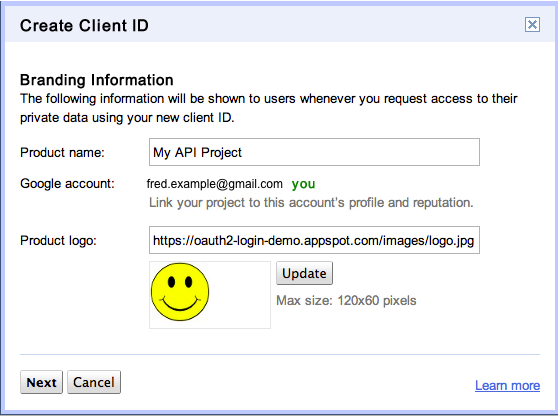 Create Client ID
Branding Information
The following information will be shown to users whenever you request access to their
private data using your new client ID.
Product name: My API Project
Google account: fred.example@gmail.com you
Link your project to this account's profile and reputation.
Product logo: https://oauth2-login-demo.appspot.com/images/logo.jpg
Update
Max size: 120x60 pixels
Next Cancel Learn more